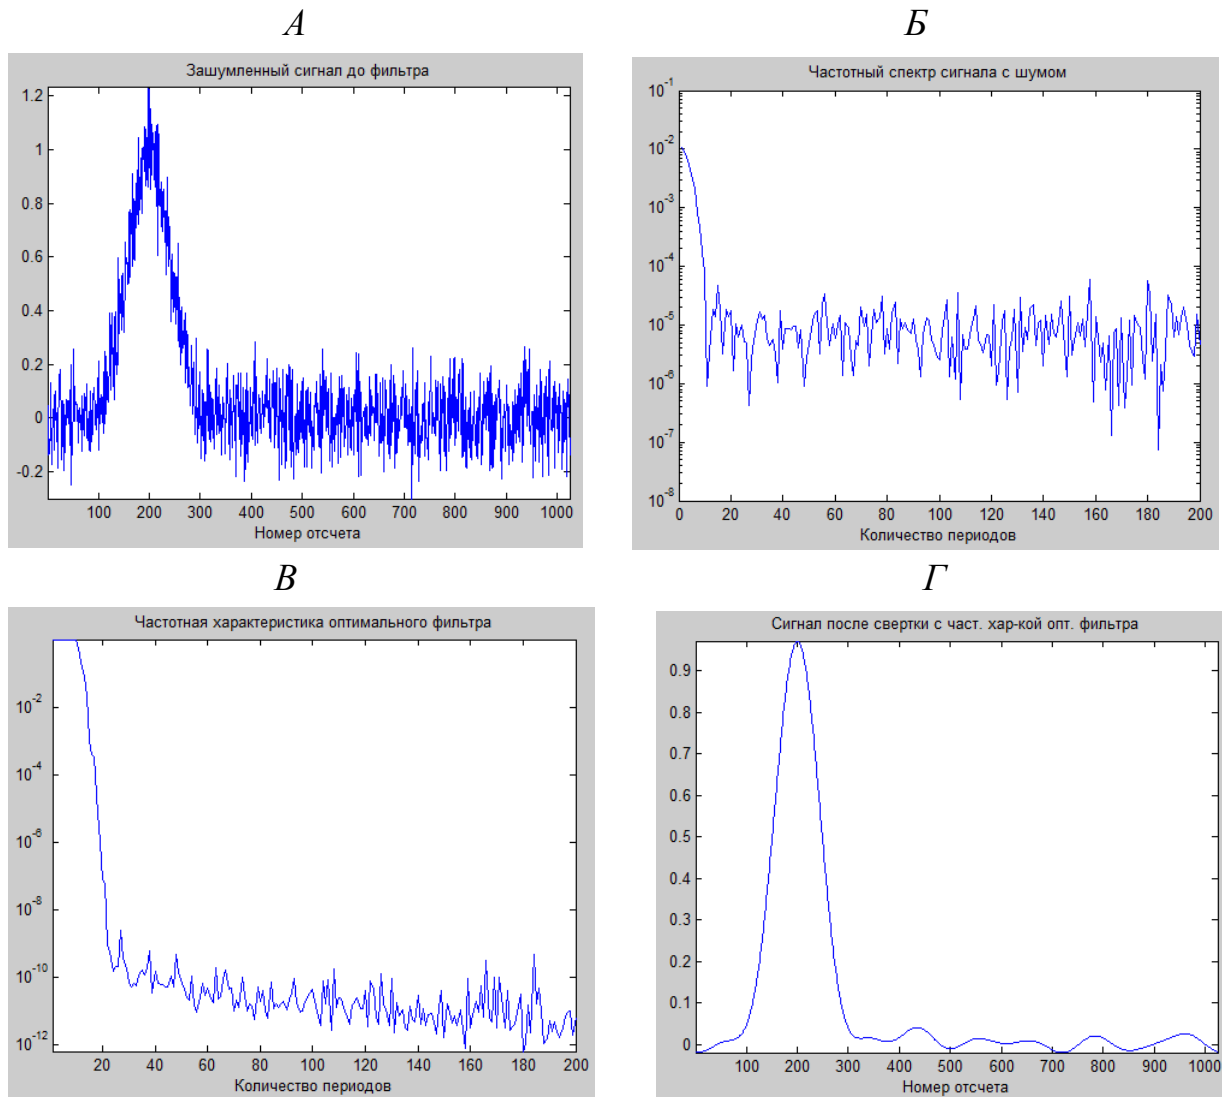 А
Б
Зашумленный сигнал до фильтра
1.2
1
0.8
0.6
0.4
0.2
0
-0.2
100 200 300 400 500 600 700 800 900 1000
Номер отсчета
Частотный спектр сигнала с шумом
10^-1
10^-2
10^-3
10^-4
10^-5
10^-6
10^-7
10^-8
0 20 40 60 80 100 120 140 160 180 200
Количество периодов
В
Г
Частотная характеристика оптимального фильтра
10^-2
10^-4
10^-6
10^-8
10^-10
10^-12
20 40 60 80 100 120 140 160 180 200
Количество периодов
Сигнал после свертки с част. хар-кой опт. фильтра
0.9
0.8
0.7
0.6
0.5
0.4
0.3
0.2
0.1
0
100 200 300 400 500 600 700 800 900 1000
Номер отсчета